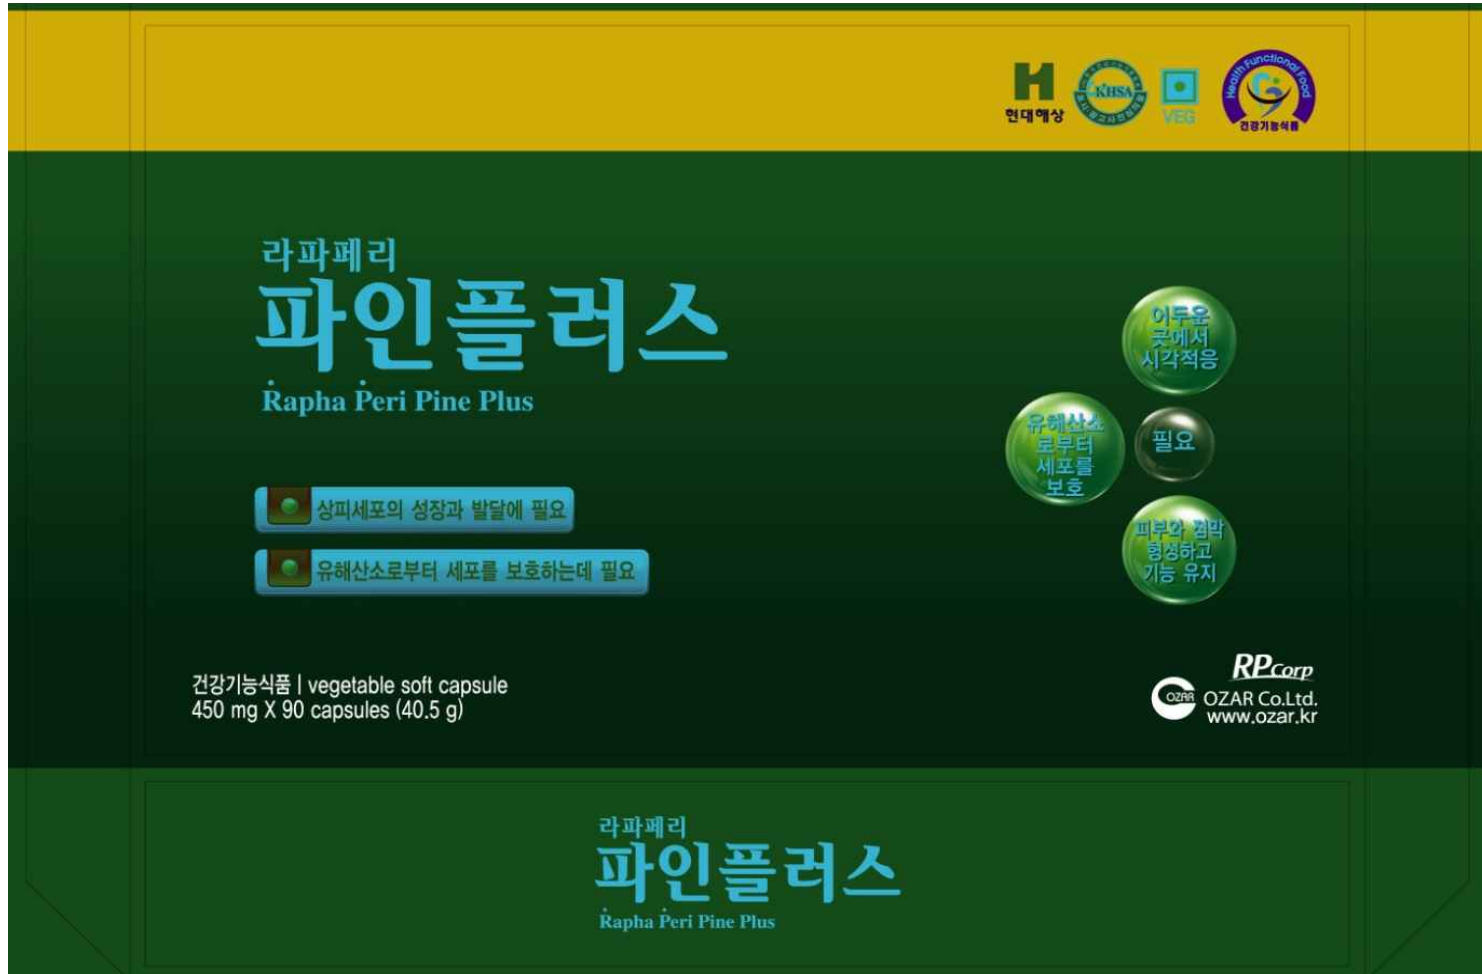 현대해상
KHSA
VEG
Health Functional Food
건강기능식품
라파페리
파인플러스
Rapha Peri Pine Plus
어두운
곳에서
시각적응
유해산소
로부터
세포를
보호
필요
피부와 점막
형성하고
기능 유지
상피세포의 성장과 발달에 필요
유해산소로부터 세포를 보호하는데 필요
건강기능식품 | vegetable soft capsule
450 mg X 90 capsules (40.5 g)
RPcorp
OZAR
OZAR Co.Ltd.
www.ozar.kr
라파페리
파인플러스
Rapha Peri Pine Plus